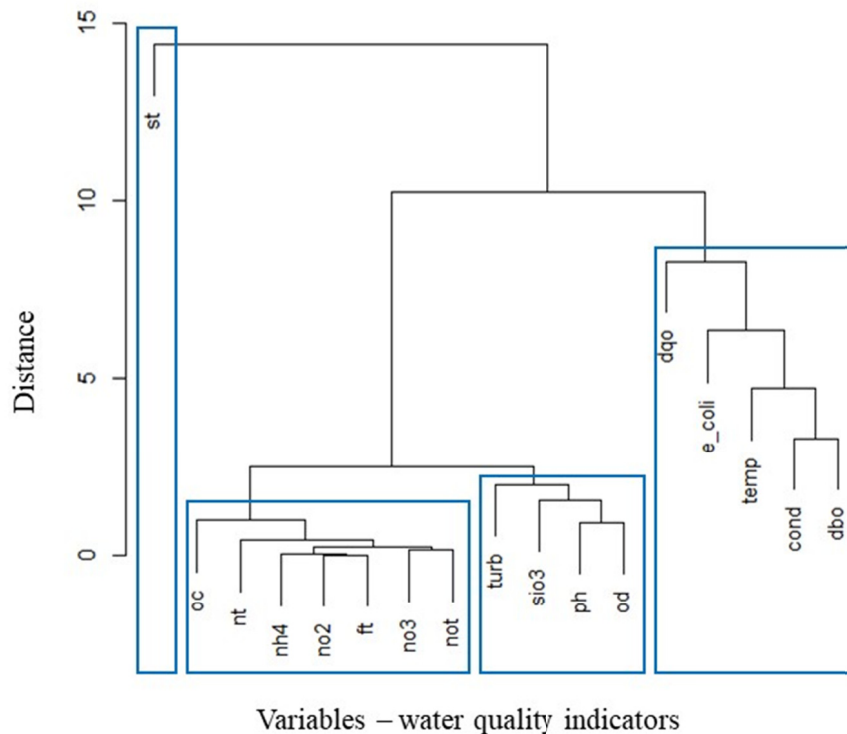 15
10
5
0
Distance
st
oc
nt
nh4
no2
ft
no3
not
turb
sio3
ph
od
dqo
e_coli
temp
cond
dbo
Variables – water quality indicators